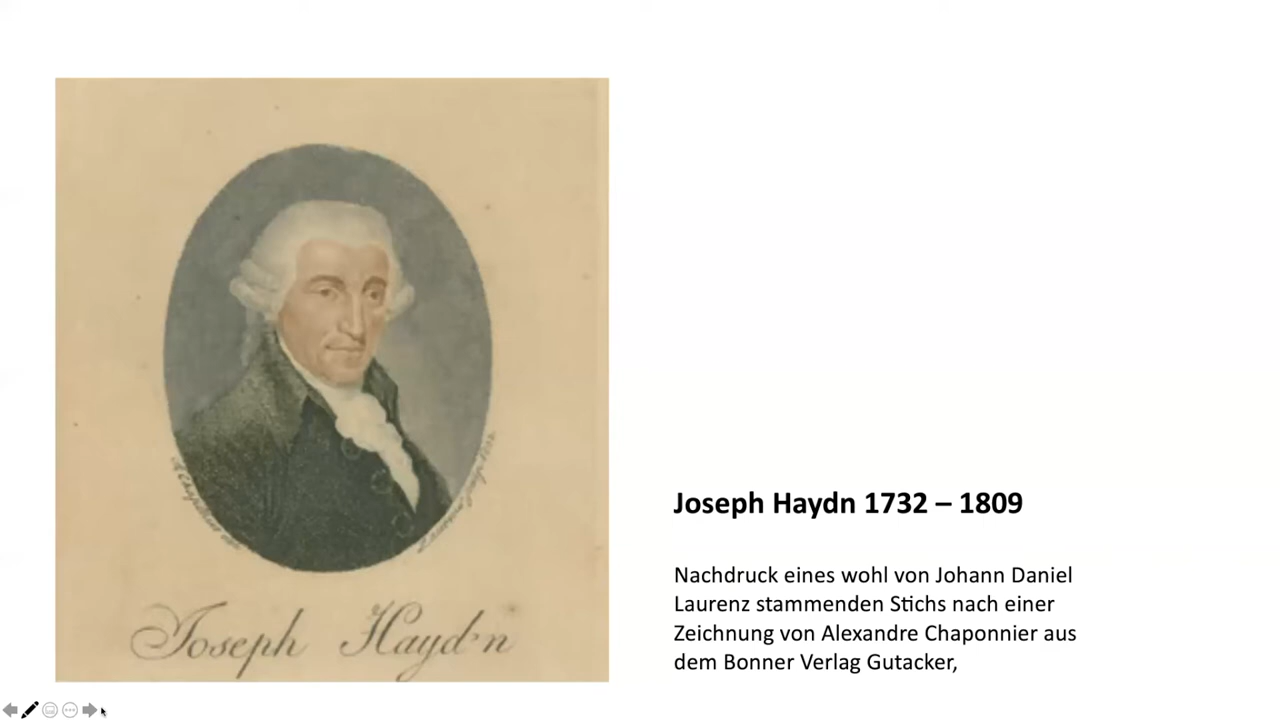 Joseph Hayd'n
Joseph Haydn 1732 – 1809
Nachdruck eines wohl von Johann Daniel
Laurenz stammenden Stichs nach einer
Zeichnung von Alexandre Chaponnier aus
dem Bonner Verlag Gutacker,